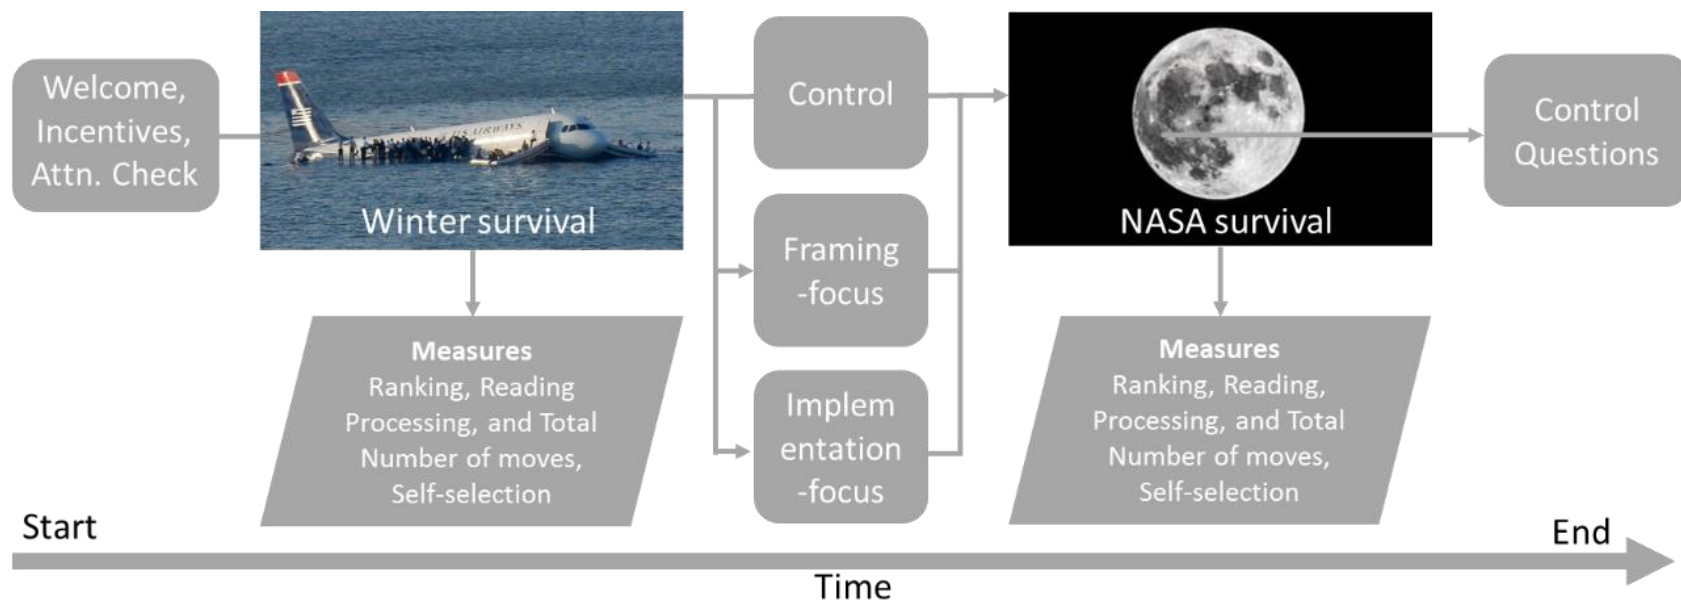 Welcome,
Incentives,
Attn. Check
US AIRWAYS
Winter survival
Measures
Ranking, Reading
Processing, and Total
Number of moves,
Self-selection
Control
Framing
-focus
Implem
entation
-focus
NASA survival
Measures
Ranking, Reading,
Processing, and Total
Number of moves,
Self-selection
Control
Questions
Start
End
Time